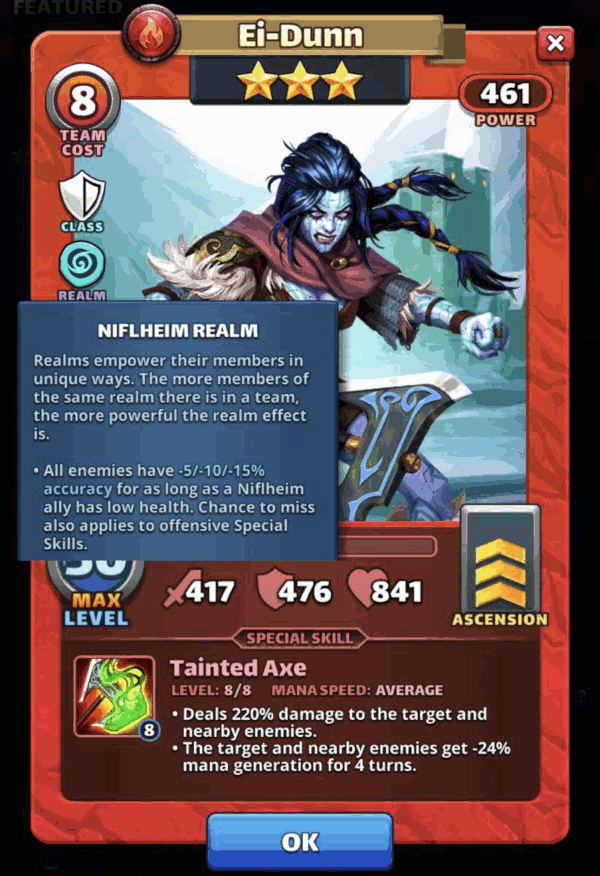 FEATURED
Ei-Dunn
8
TEAM
COST
461
POWER
CLASS
REALM
NIFLHEIM REALM
Realms empower their members in
unique ways. The more members of
the same realm there is in a team,
the more powerful the realm effect
is.
• All enemies have -5/-10/-15%
accuracy for as long as a Niflheim
ally has low health. Chance to miss
also applies to offensive Special
Skills.
MAX
LEVEL
417
476
841
ASCENSION
SPECIAL SKILL
Tainted Axe
LEVEL: 8/8 MANA SPEED: AVERAGE
8
• Deals 220% damage to the target and
nearby enemies.
• The target and nearby enemies get -24%
mana generation for 4 turns.
OK